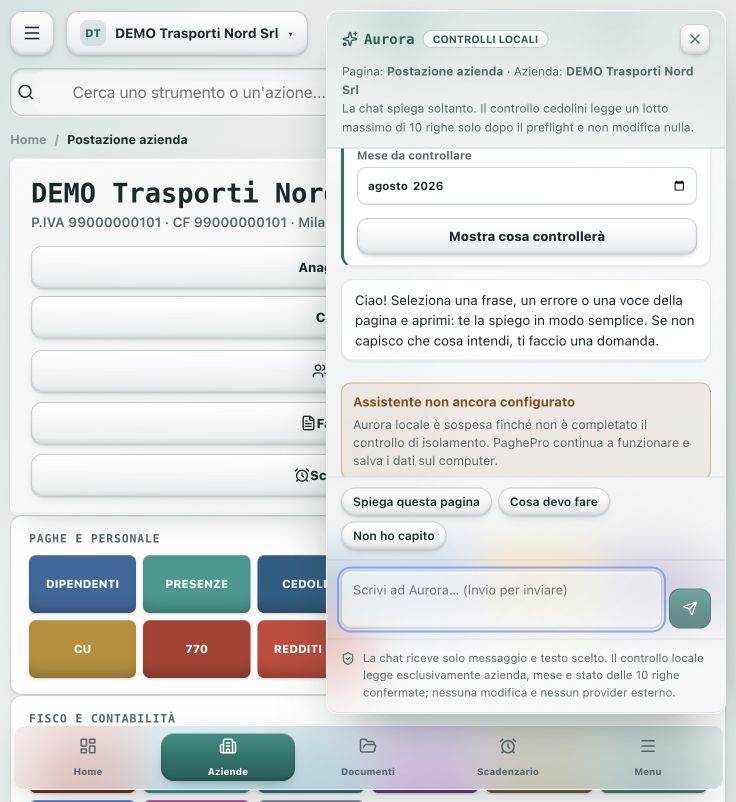 DT DEMO Trasporti Nord Srl
Cerca uno strumento o un'azione...
Home / Postazione azienda
DEMO Trasporti
P.IVA 99000000101 · CF 99000000101 ·
PAGHE E PERSONALE
DIPENDENTI
PRESENZE
CU
770
REDDITI
FISCO E CONTABILITÀ
Aurora
CONTROLLI LOCALI
Pagina: Postazione azienda · Azienda: DEMO Trasporti Nord
Srl
La chat spiega soltanto. Il controllo cedolini legge un lotto
massimo di 10 righe solo dopo il preflight e non modifica nulla.
Mese da controllare
agosto 2026
Mostra cosa controllerà
Ciao! Seleziona una frase, un errore o una voce della
pagina e aprimi: te la spiego in modo semplice. Se non
capisco che cosa intendi, ti faccio una domanda.
Assistente non ancora configurato
Aurora locale è sospesa finché non è completato il
controllo di isolamento. PaghePro continua a funzionare e
salva i dati sul computer.
Spiega questa pagina
Cosa devo fare
Non ho capito
Scrivi ad Aurora... (Invio per inviare)
La chat riceve solo messaggio e testo scelto. Il controllo locale
legge esclusivamente azienda, mese e stato delle 10 righe
confermate; nessuna modifica e nessun provider esterno.
Home
Aziende
Documenti
Scadenzario
Menu